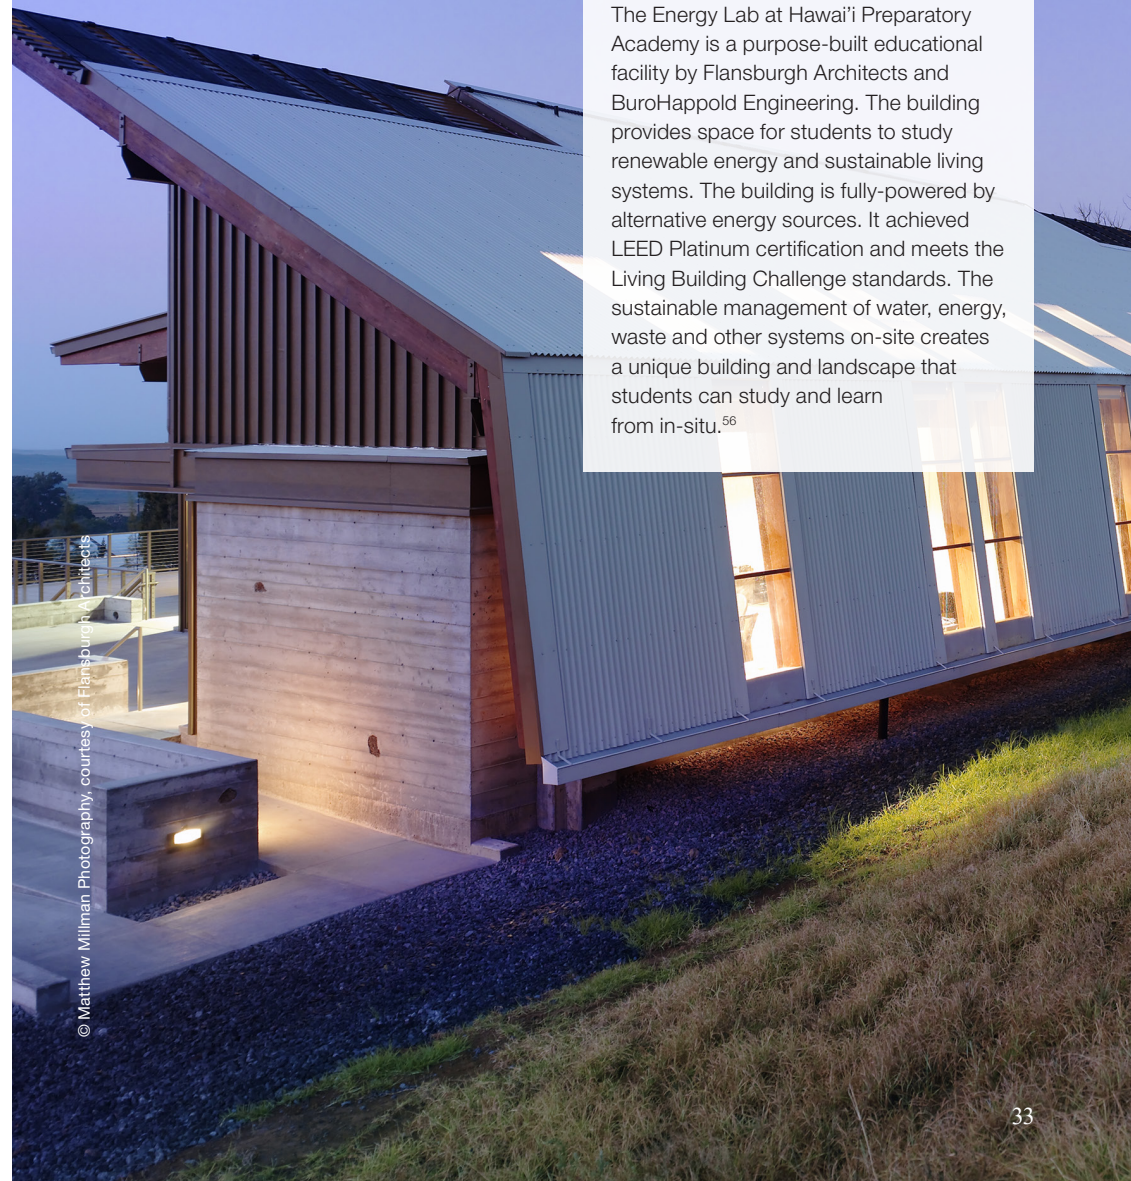 The Energy Lab at Hawai’i Preparatory
Academy is a purpose-built educational
facility by Flansburgh Architects and
BuroHappold Engineering. The building
provides space for students to study
renewable energy and sustainable living
systems. The building is fully-powered by
alternative energy sources. It achieved
LEED Platinum certification and meets the
Living Building Challenge standards. The
sustainable management of water, energy,
waste and other systems on-site creates
a unique building and landscape that
students can study and learn
from in-situ.56
© Matthew Millman Photography, courtesy of Flansburgh Architects
33